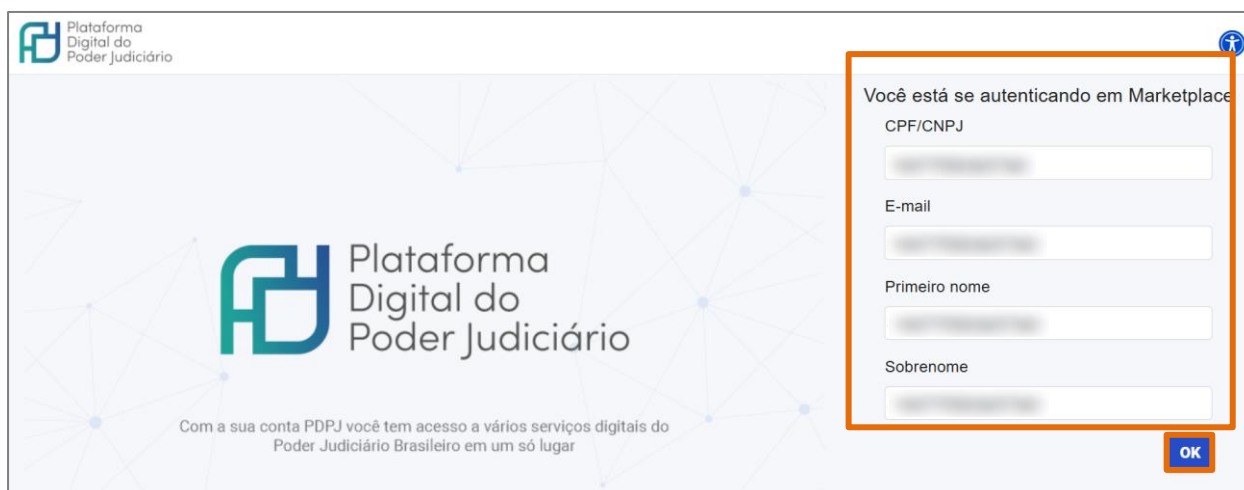 Plataforma
Digital do
Poder Judiciário
Você está se autenticando em Marketplace
CPF/CNPJ
E-mail
Primeiro nome
Sobrenome
OK
Plataforma
Digital do
Poder Judiciário
Com a sua conta PDPJ você tem acesso a vários serviços digitais do
Poder Judiciário Brasileiro em um só lugar